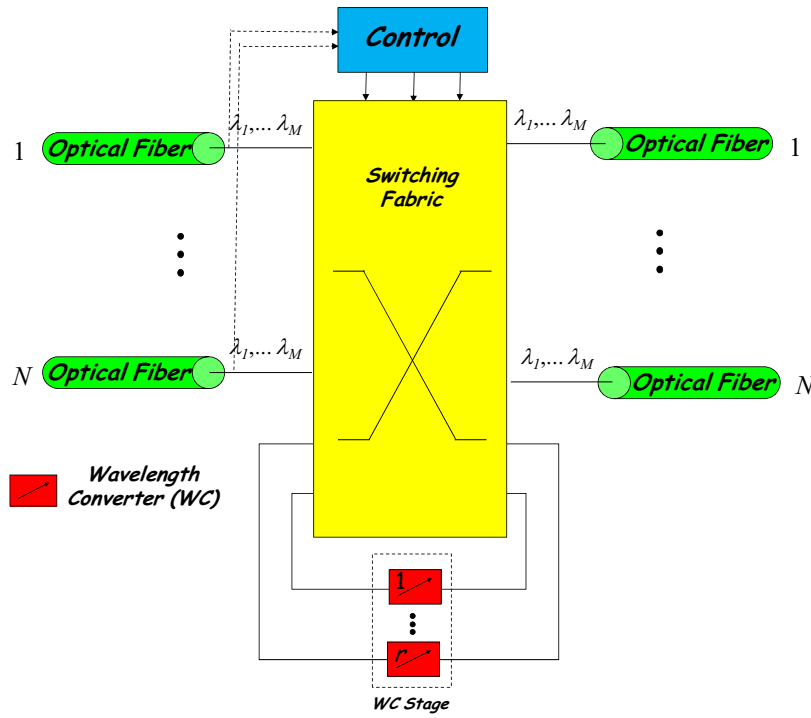 Control
λ1,... λM
λ1,... λM
1
Optical Fiber
Optical Fiber
1
Switching
Fabric
λ1,... λM
λ1,... λM
N
Optical Fiber
Optical Fiber
N
Wavelength
Converter (WC)
1
r
WC Stage